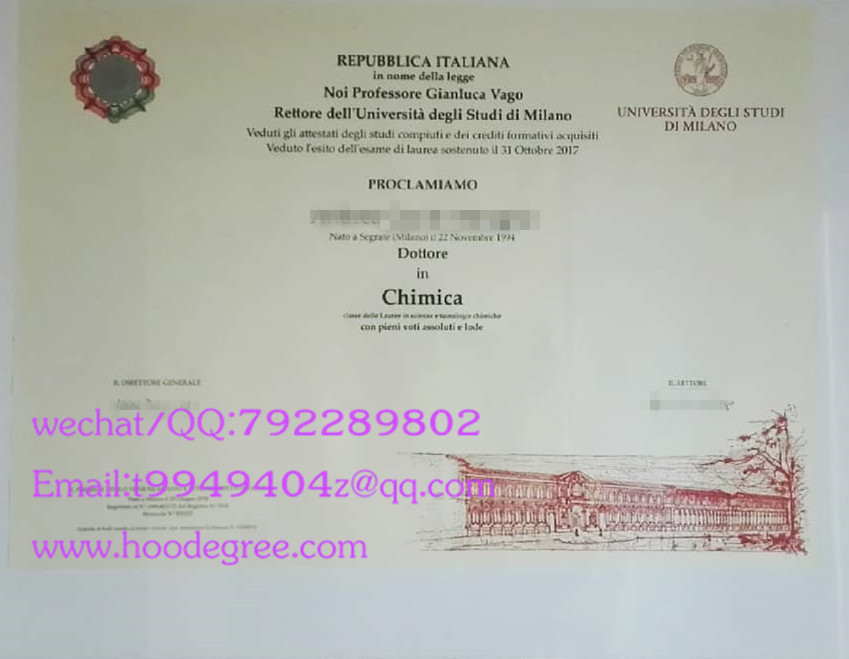 REPUBBLICA ITALIANA
in nome della legge
Noi Professore Gianluca Vago
Rettore dell'Università degli Studi di Milano
UNIVERSITÀ DEGLI STUDI
DI MILANO
Veduti gli attestati degli studi compiuti e dei crediti formativi acquisiti
Veduto l'esito dell'esame di laurea sostenuto il 31 Ottobre 2017
PROCLAMIAMO
Nato a Segrate (Milano) il 22 Novembre 1994
Dottore
in
Chimica
classe delle Lauree in scienze e tecnologie chimiche
con pieni voti assoluti e lode
IL DIRETTORE GENERALE
IL RETTORE
wechat/QQ:792289802
Email:t9949404z@qq.com
www.hoodegree.com